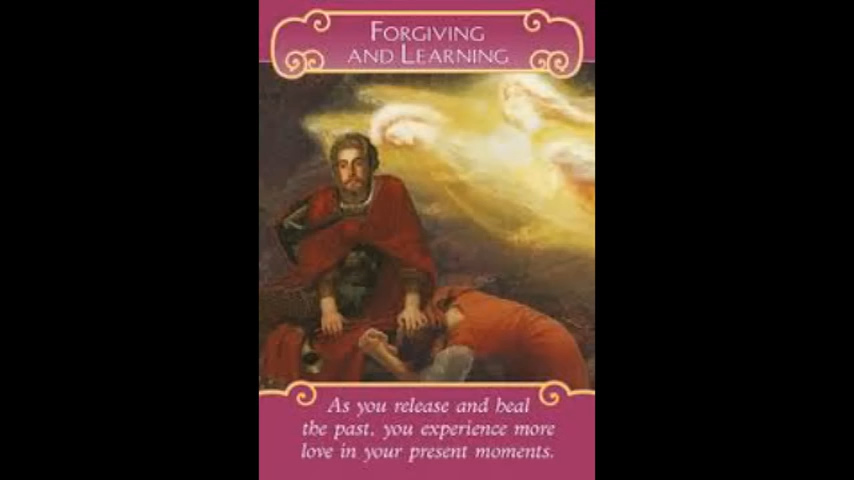 FORGIVING
AND LEARNING
As you release and heal
the past, you experience more
love in your present moments.